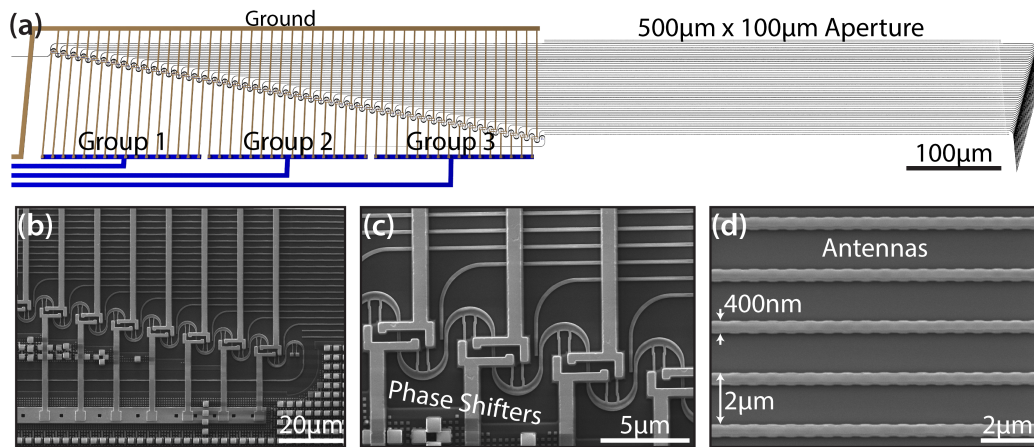 (a)
Ground
500μm x 100μm Aperture
Group 1
Group 2
Group 3
100μm
(b)
20μm
(c)
Phase Shifters
5μm
(d)
Antennas
400nm
2μm
2μm